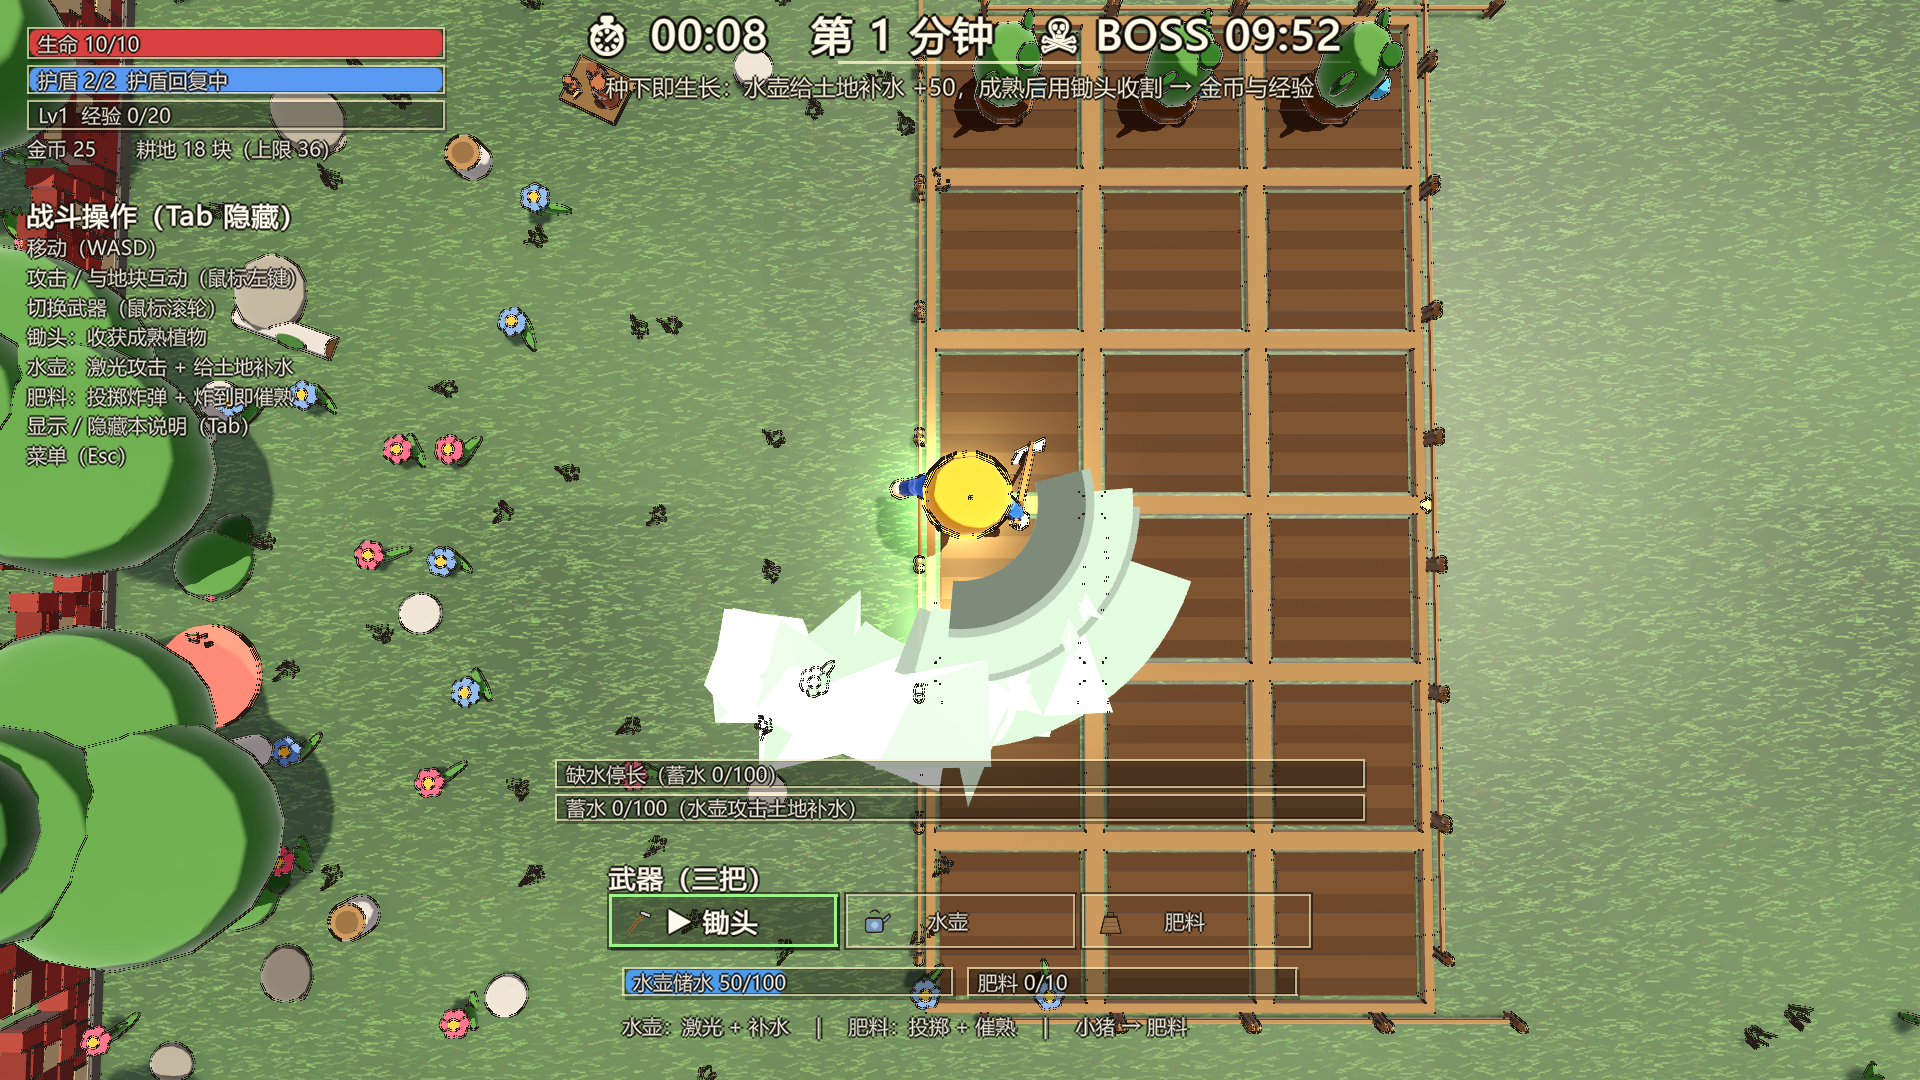 生命 10/10
护盾 2/2 护盾回复中
Lv1 经验 0/20
金币 25 耕地 18 块（上限 36）
00:08 第 1 分钟 BOSS 09:52
种下即生长：水壶给土地补水 +50，成熟后用锄头收割 → 金币与经验
战斗操作（Tab 隐藏）
移动（WASD）
攻击 / 与地块互动（鼠标左键）
切换武器（鼠标滚轮）
锄头：收获成熟植物
水壶：激光攻击 + 给土地补水
肥料：投掷炸弹 + 炸到即催熟
显示 / 隐藏本说明（Tab）
菜单（Esc）
缺水停长（蓄水 0/100）
蓄水 0/100（水壶攻击土地补水）
武器（三把）
▶ 锄头 水壶 肥料
水壶储水 50/100 肥料 0/10
水壶：激光 + 补水 | 肥料：投掷 + 催熟 | 小猪 → 肥料